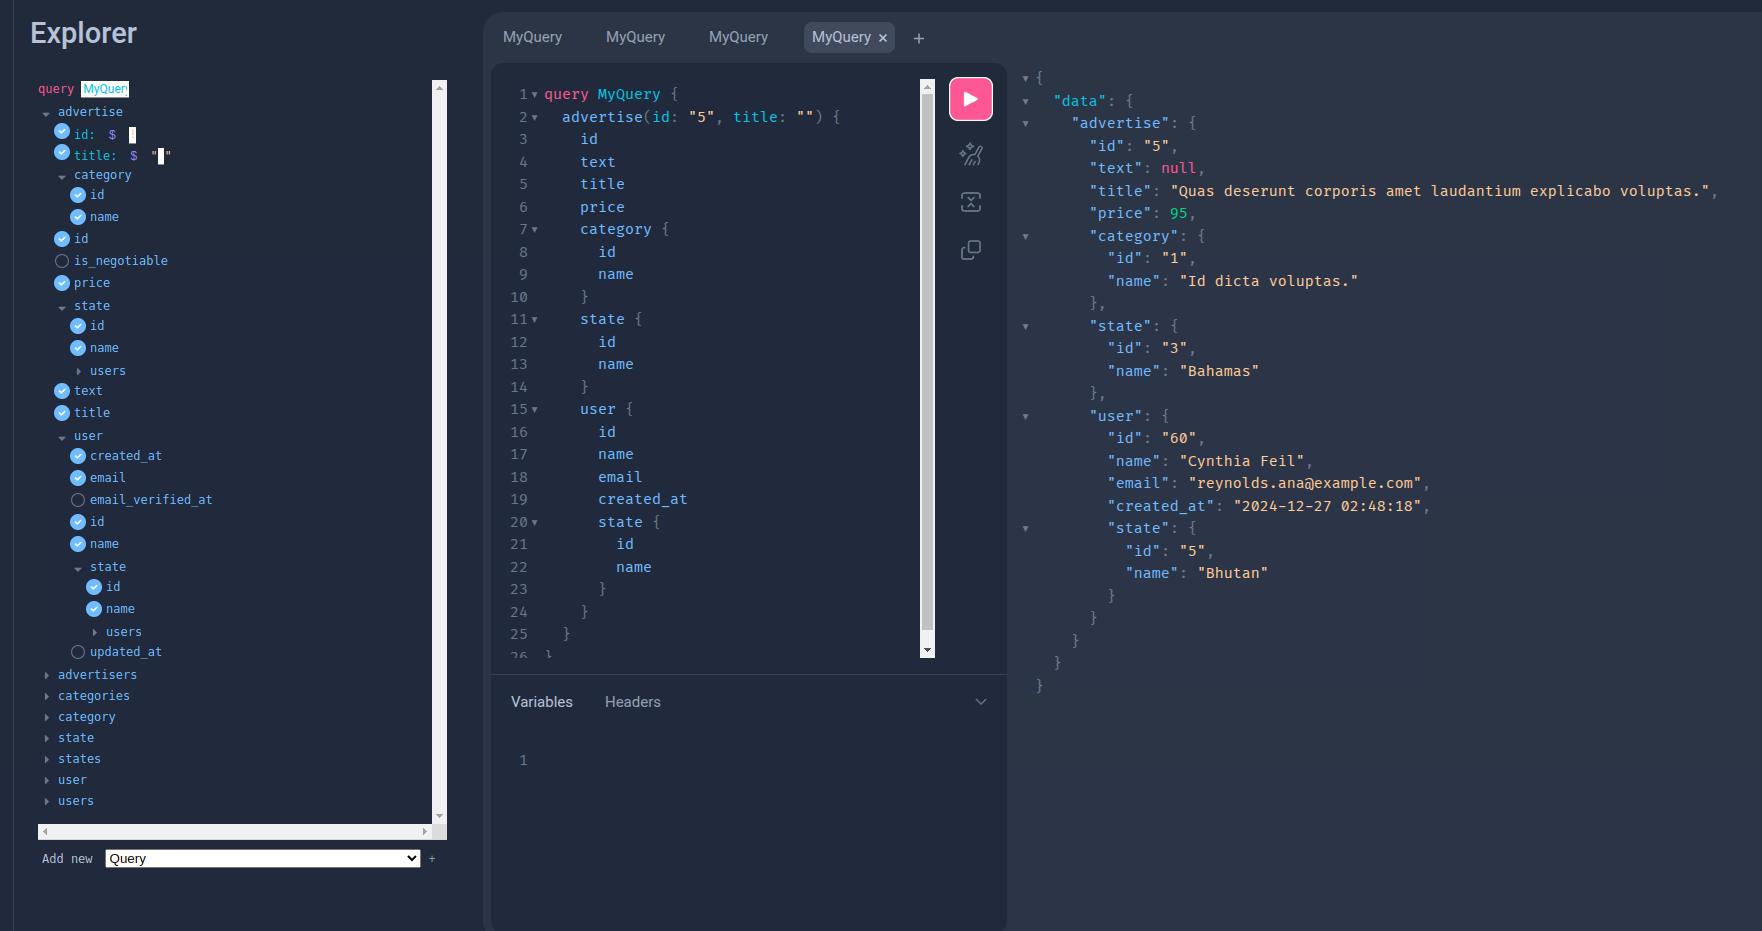 Explorer
query MyQuery
advertise
id: $
title: $ " "
category
id
name
id
is_negotiable
price
state
id
name
users
text
title
user
created_at
email
email_verified_at
id
name
state
id
name
users
updated_at
advertisers
categories
category
state
states
user
users
Add new Query +
MyQuery MyQuery MyQuery MyQuery × +
1 query MyQuery {
2 advertise(id: "5", title: "") {
3 id
4 text
5 title
6 price
7 category {
8 id
9 name
10 }
11 state {
12 id
13 name
14 }
15 user {
16 id
17 name
18 email
19 created_at
20 state {
21 id
22 name
23 }
24 }
25 }
26 }
Variables Headers
1
{
"data": {
"advertise": {
"id": "5",
"text": null,
"title": "Quas deserunt corporis amet laudantium explicabo voluptas.",
"price": 95,
"category": {
"id": "1",
"name": "Id dicta voluptas."
},
"state": {
"id": "3",
"name": "Bahamas"
},
"user": {
"id": "60",
"name": "Cynthia Feil",
"email": "reynolds.ana@example.com",
"created_at": "2024-12-27 02:48:18",
"state": {
"id": "5",
"name": "Bhutan"
}
}
}
}
}